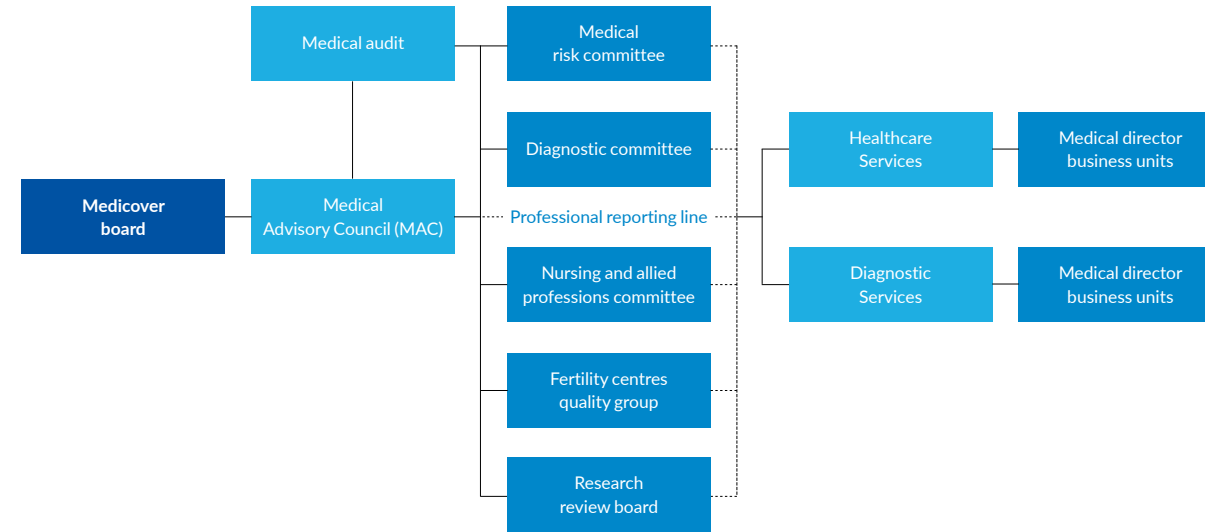 Medical audit
Medical
risk committee
Diagnostic committee
Healthcare
Services
Medical director
business units
Medicover
board
Medical
Advisory Council (MAC)
Professional reporting line
Nursing and allied
professions committee
Diagnostic
Services
Medical director
business units
Fertility centres
quality group
Research
review board